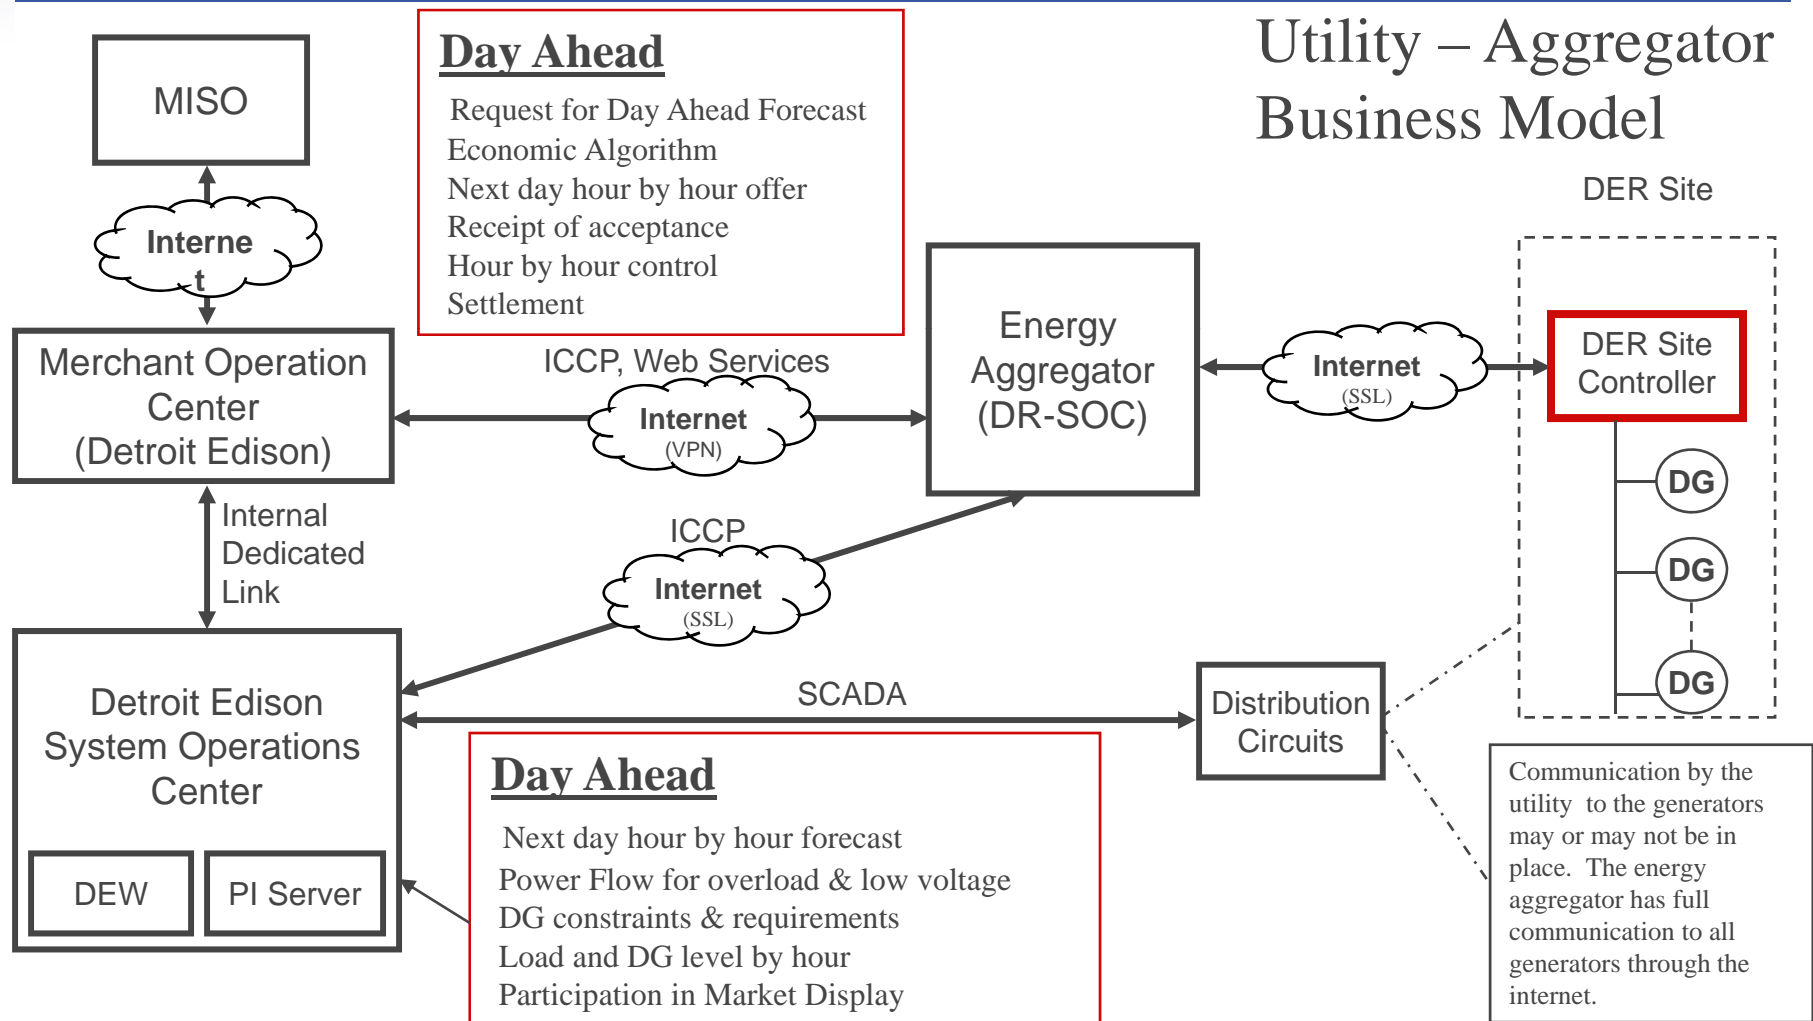 Utility – Aggregator
Business Model
MISO
Interne
t
Day Ahead
Request for Day Ahead Forecast
Economic Algorithm
Next day hour by hour offer
Receipt of acceptance
Hour by hour control
Settlement
DER Site
Merchant Operation
Center
(Detroit Edison)
ICCP, Web Services
Internet
(VPN)
Energy
Aggregator
(DR-SOC)
Internet
(SSL)
DER Site
Controller
DG
DG
DG
Internal
Dedicated
Link
ICCP
Internet
(SSL)
Detroit Edison
System Operations
Center
DEW
PI Server
SCADA
Distribution
Circuits
Day Ahead
Next day hour by hour forecast
Power Flow for overload & low voltage
DG constraints & requirements
Load and DG level by hour
Participation in Market Display
Communication by the
utility to the generators
may or may not be in
place. The energy
aggregator has full
communication to all
generators through the
internet.